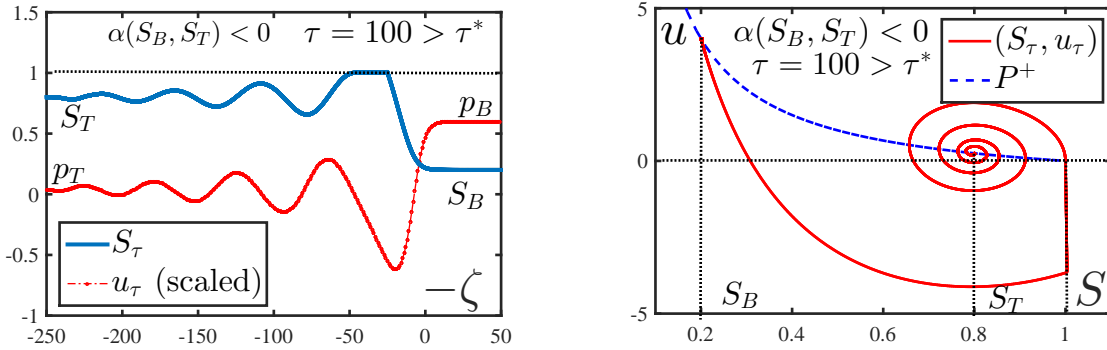 1.5
α(S_B, S_T) < 0 τ = 100 > τ*
1
S_T
p_B
0.5
p_T
S_B
0
S_τ
u_τ (scaled)
-0.5
−ζ
-1
-250 -200 -150 -100 -50 0 50
5
u
α(S_B, S_T) < 0
τ = 100 > τ*
(S_τ, u_τ)
P⁺
0
S_B
S_T
S
-5
0.2 0.4 0.6 0.8 1